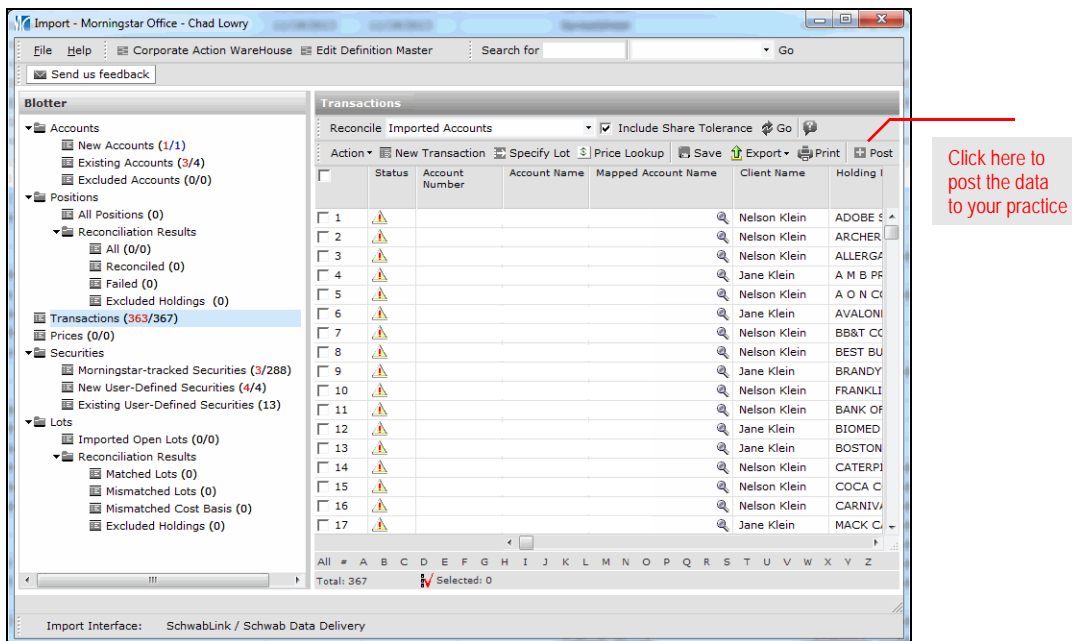 Import - Morningstar Office - Chad Lowry
File Help Corporate Action WareHouse Edit Definition Master Search for Go
Send us feedback
Blotter
Accounts
New Accounts (1/1)
Existing Accounts (3/4)
Excluded Accounts (0/0)
Positions
All Positions (0)
Reconciliation Results
All (0/0)
Reconciled (0)
Failed (0)
Excluded Holdings (0)
Transactions (363/367)
Prices (0/0)
Securities
Morningstar-tracked Securities (3/288)
New User-Defined Securities (4/4)
Existing User-Defined Securities (13)
Lots
Imported Open Lots (0/0)
Reconciliation Results
Matched Lots (0)
Mismatched Lots (0)
Mismatched Cost Basis (0)
Excluded Holdings (0)
Transactions
Reconcile Imported Accounts Include Share Tolerance Go
Action New Transaction Specify Lot Price Lookup Save Export Print Post
Status Account Number Account Name Mapped Account Name Client Name Holding
1 Nelson Klein ADOBE S
2 Nelson Klein ARCHER
3 Nelson Klein ALLERGA
4 Jane Klein A M B PR
5 Nelson Klein A O N CO
6 Jane Klein AVALON
7 Nelson Klein BB&T CO
8 Nelson Klein BEST BU
9 Jane Klein BRANDY
10 Nelson Klein FRANKLI
11 Nelson Klein BANK OF
12 Jane Klein BIOMED
13 Jane Klein BOSTON
14 Nelson Klein CATERPI
15 Nelson Klein COCA C
16 Nelson Klein CARNIVA
17 Jane Klein MACK CA
All # A B C D E F G H I J K L M N O P Q R S T U V W X Y Z
Total: 367 Selected: 0
Import Interface: SchwabLink / Schwab Data Delivery
Click here to
post the data
to your practice